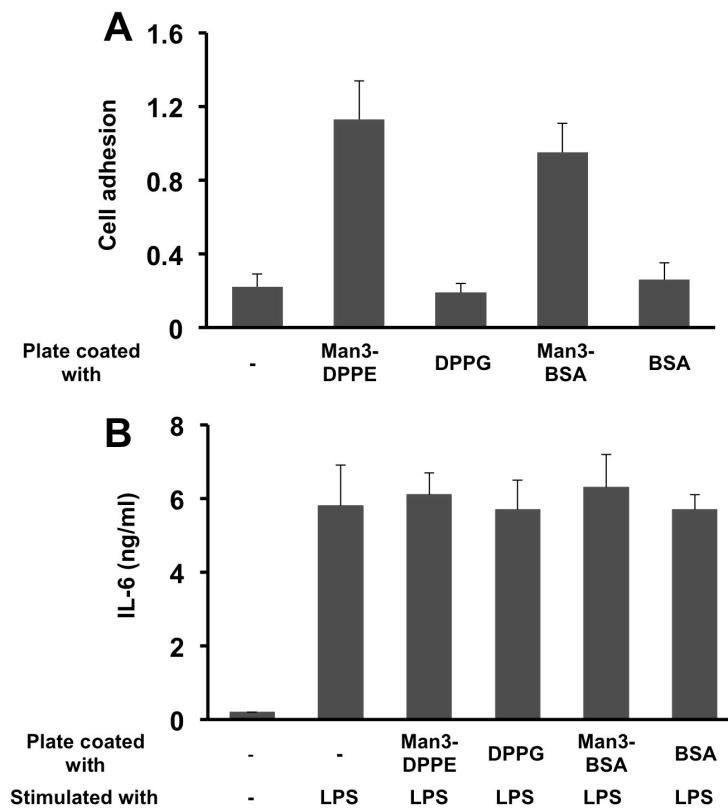 A
1.6
1.2
0.8
0.4
0
Cell adhesion
Plate coated
with
-
Man3-
DPPE
DPPG
Man3-
BSA
BSA
B
8
6
4
2
0
IL-6 (ng/ml)
Plate coated
with
-
-
Man3-
DPPE
DPPG
Man3-
BSA
BSA
Stimulated with
-
LPS
LPS
LPS
LPS
LPS